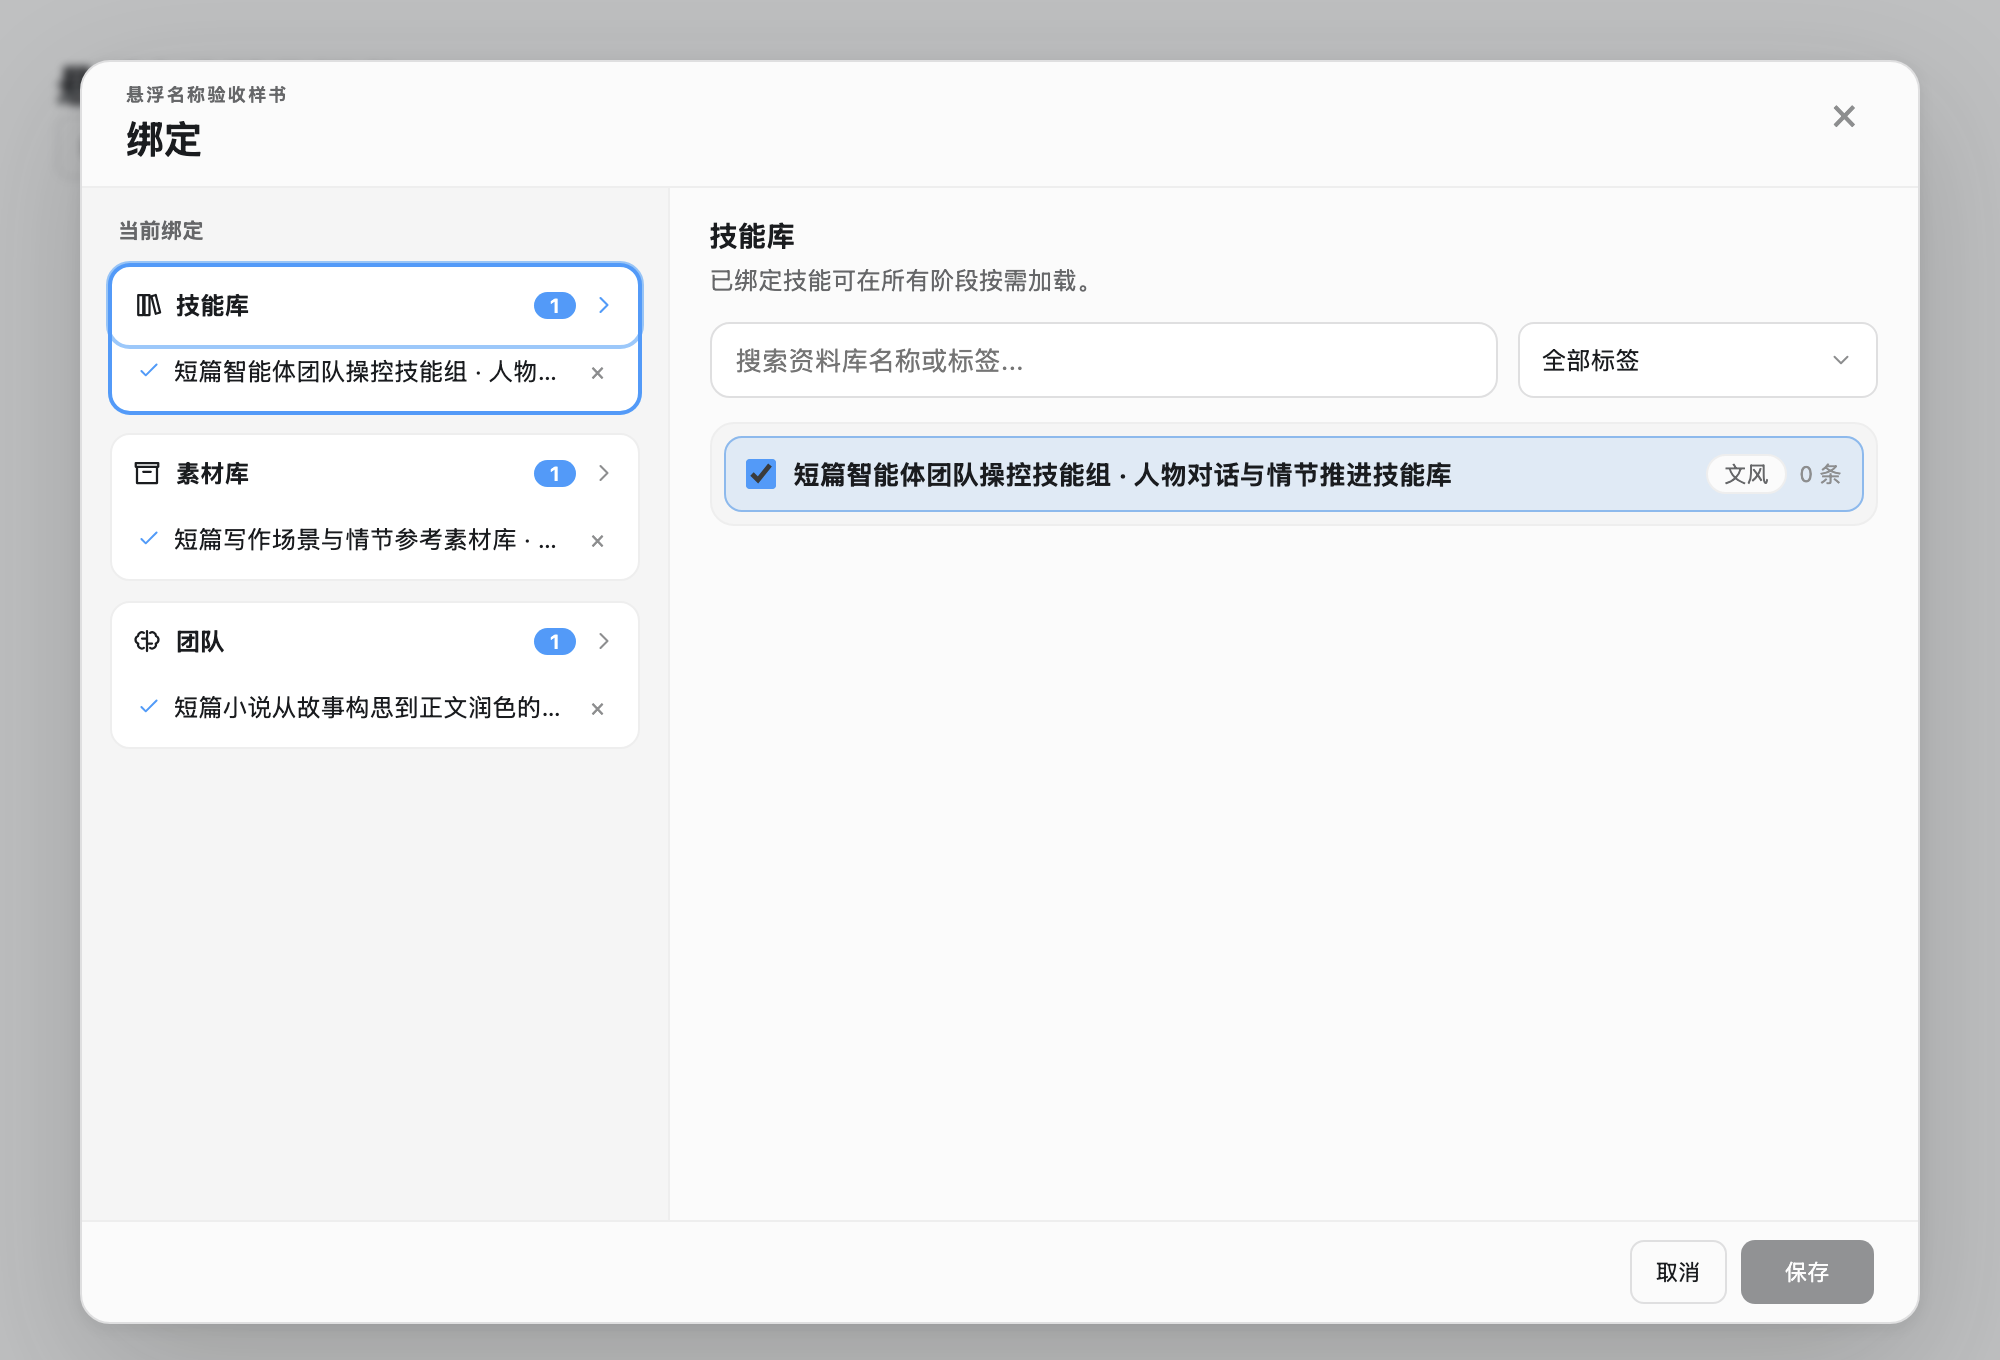 悬浮名称验收样书
绑定
当前绑定
技能库 1
短篇智能体团队操控技能组 · 人物...
素材库 1
短篇写作场景与情节参考素材库 · ...
团队 1
短篇小说从故事构思到正文润色的...
技能库
已绑定技能可在所有阶段按需加载。
搜索资料库名称或标签...
全部标签
短篇智能体团队操控技能组 · 人物对话与情节推进技能库 文风 0 条
取消 保存